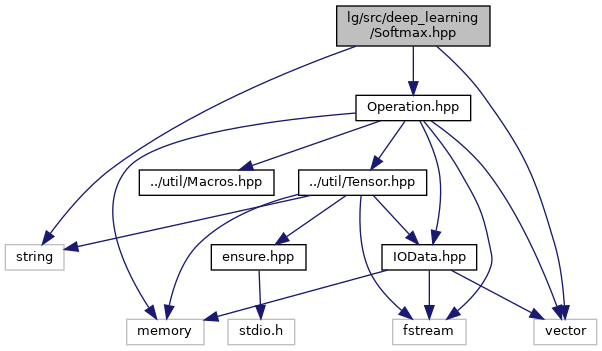 lg/src/deep_learning
/Softmax.hpp
Operation.hpp
../util/Macros.hpp
../util/Tensor.hpp
string
ensure.hpp
IOData.hpp
memory
stdio.h
fstream
vector